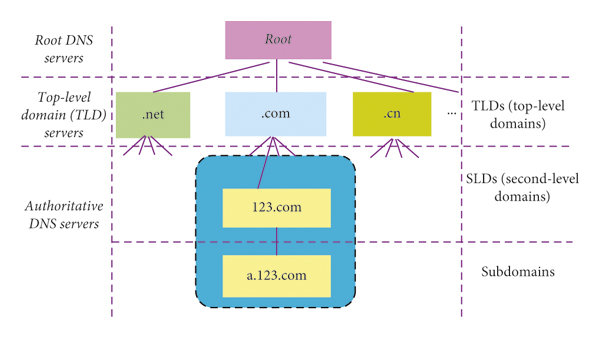 Root DNS
servers
Root
Top-level
domain (TLD)
servers
.net
.com
.cn
...
TLDs (top-level
domains)
Authoritative
DNS servers
123.com
SLDs (second-level
domains)
a.123.com
Subdomains